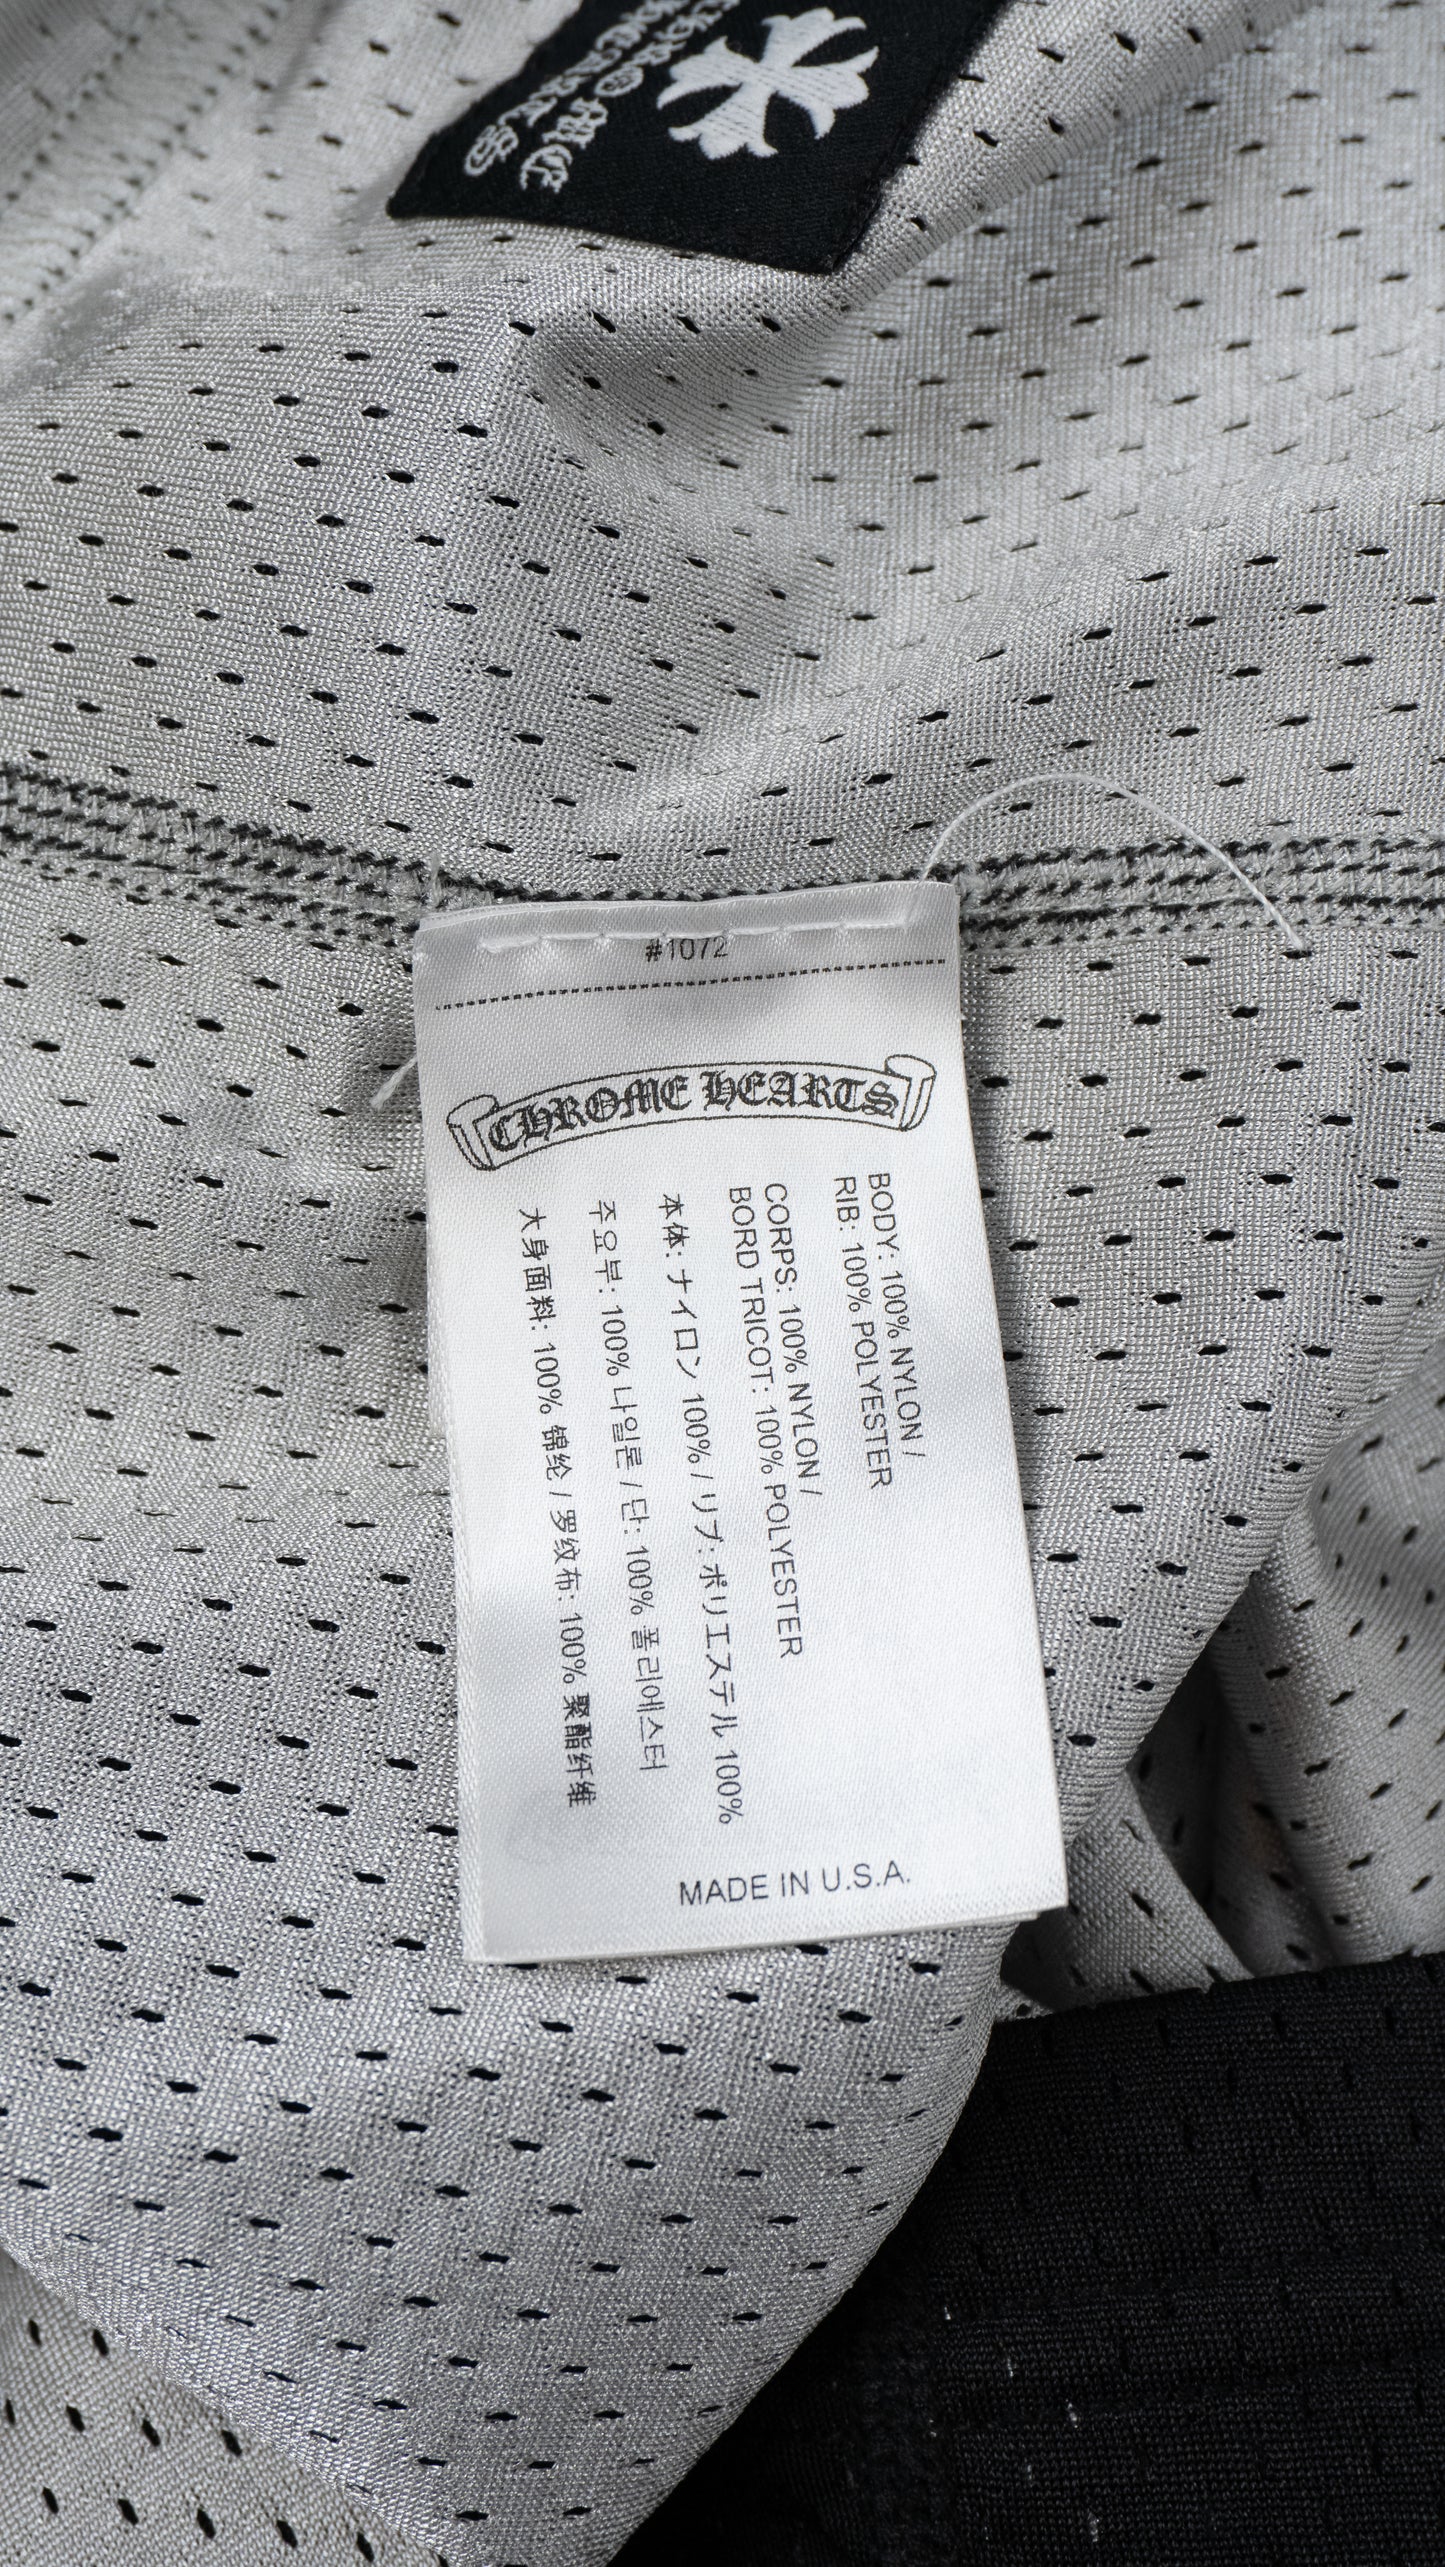 CHROME
HEARTS
#1072
CHROME HEARTS
BODY: 100% NYLON /
RIB: 100% POLYESTER
CORPS: 100% NYLON /
BORD TRICOT: 100% POLYESTER
本体: ナイロン 100% / リブ: ポリエステル 100%
주요부: 100% 나일론 / 단: 100% 폴리에스터
大身面料: 100% 锦纶 / 罗纹布: 100% 聚酯纤维
MADE IN U.S.A.